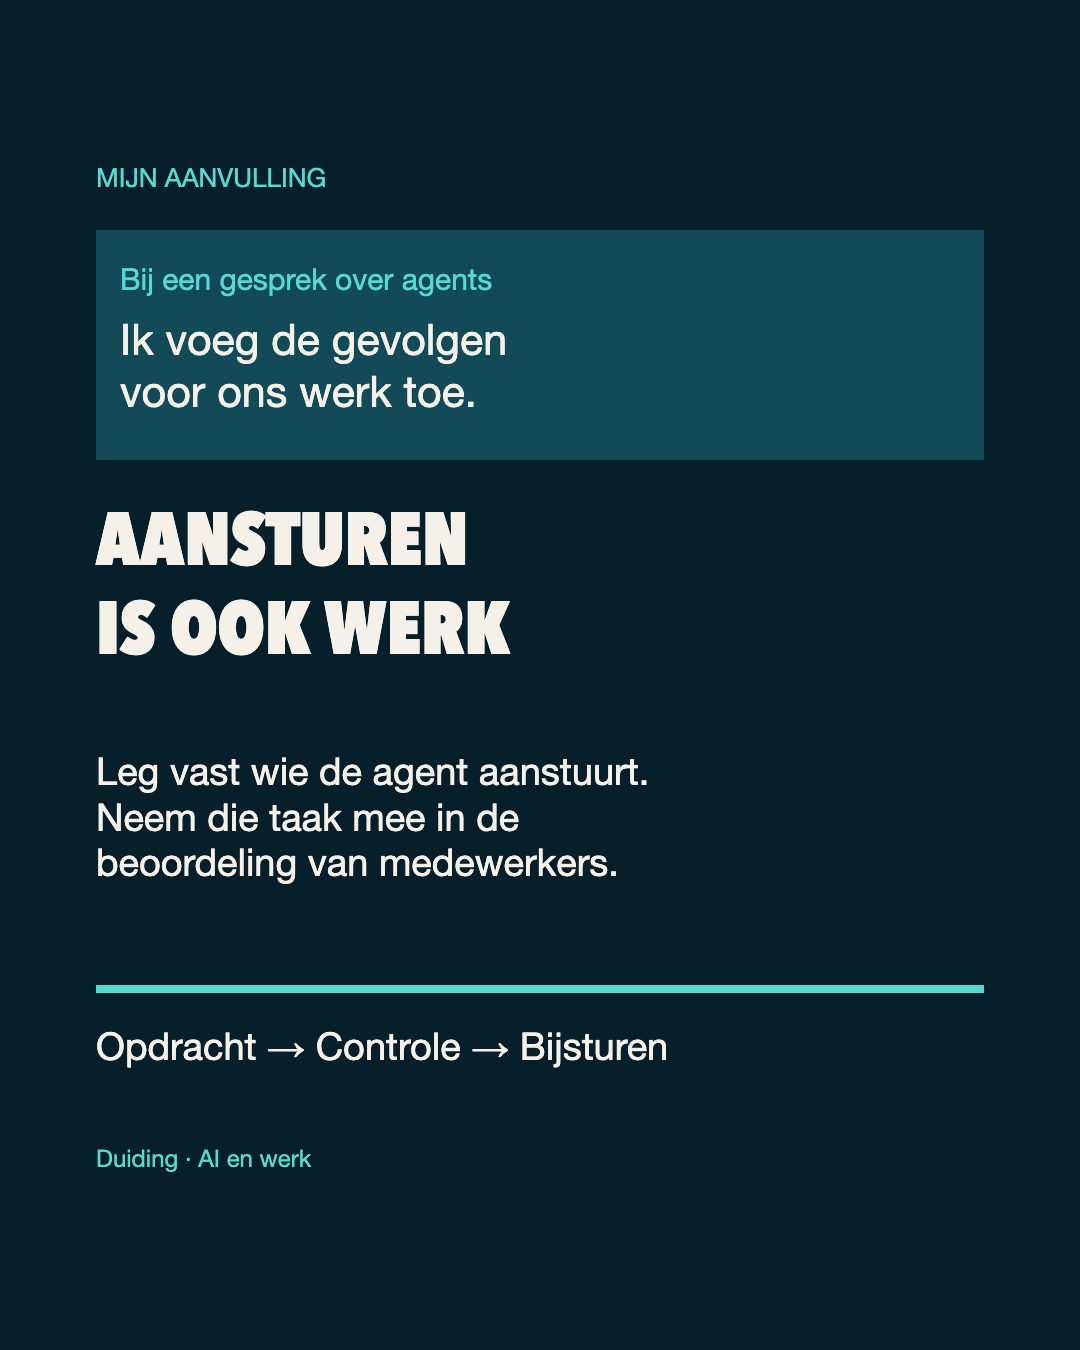 MIJN AANVULLING
Bij een gesprek over agents
Ik voeg de gevolgen
voor ons werk toe.
AANSTUREN
IS OOK WERK
Leg vast wie de agent aanstuurt.
Neem die taak mee in de
beoordeling van medewerkers.
Opdracht → Controle → Bijsturen
Duiding · AI en werk